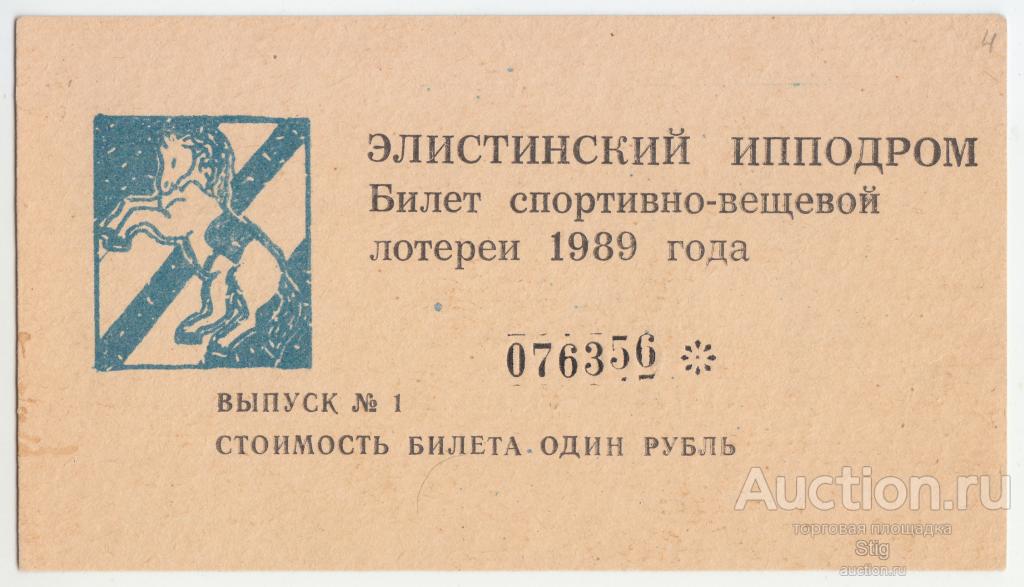 4
ЭЛИСТИНСКИЙ ИППОДРОМ
Билет спортивно-вещевой
лотереи 1989 года
076356 *
ВЫПУСК № 1
СТОИМОСТЬ БИЛЕТА ОДИН РУБЛЬ
Auction.ru
торговая площадка
Stig
auction.ru